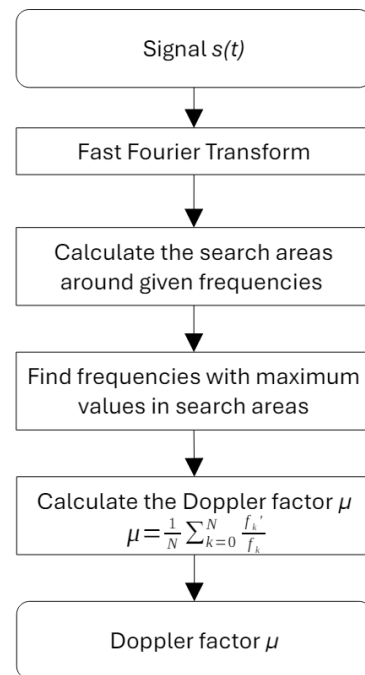 Signal s(t)
Fast Fourier Transform
Calculate the search areas
around given frequencies
Find frequencies with maximum
values in search areas
Calculate the Doppler factor μ
μ = 1/N ∑_{k=0}^{N} f_k'/f_k
Doppler factor μ